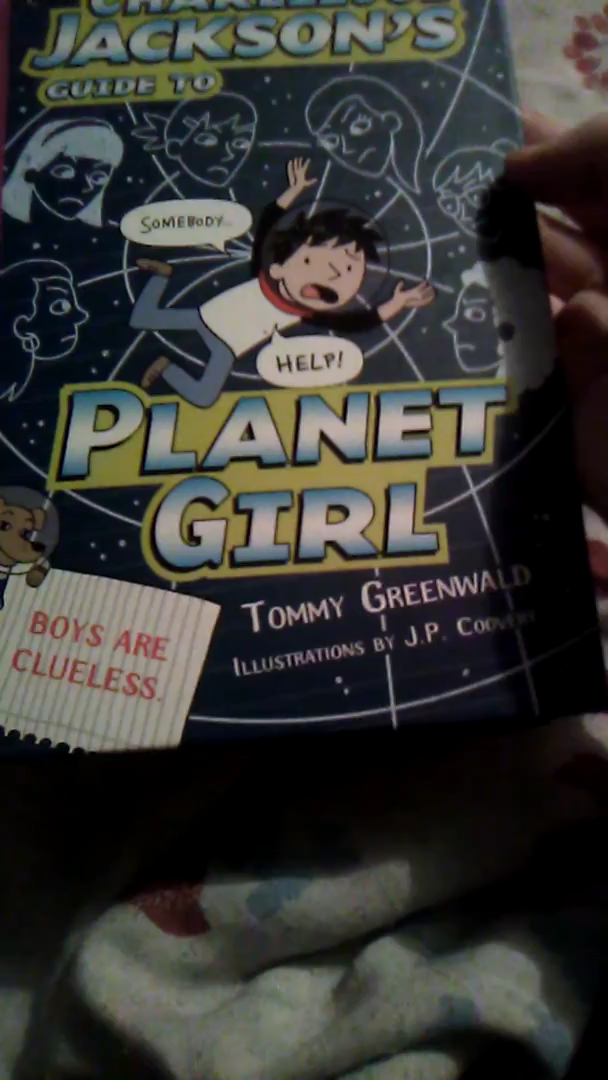 JACKSON'S
GUIDE TO
SOMEBODY...
HELP!
PLANET
GIRL
BOYS ARE
CLUELESS.
TOMMY GREENWALD
ILLUSTRATIONS BY J.P.